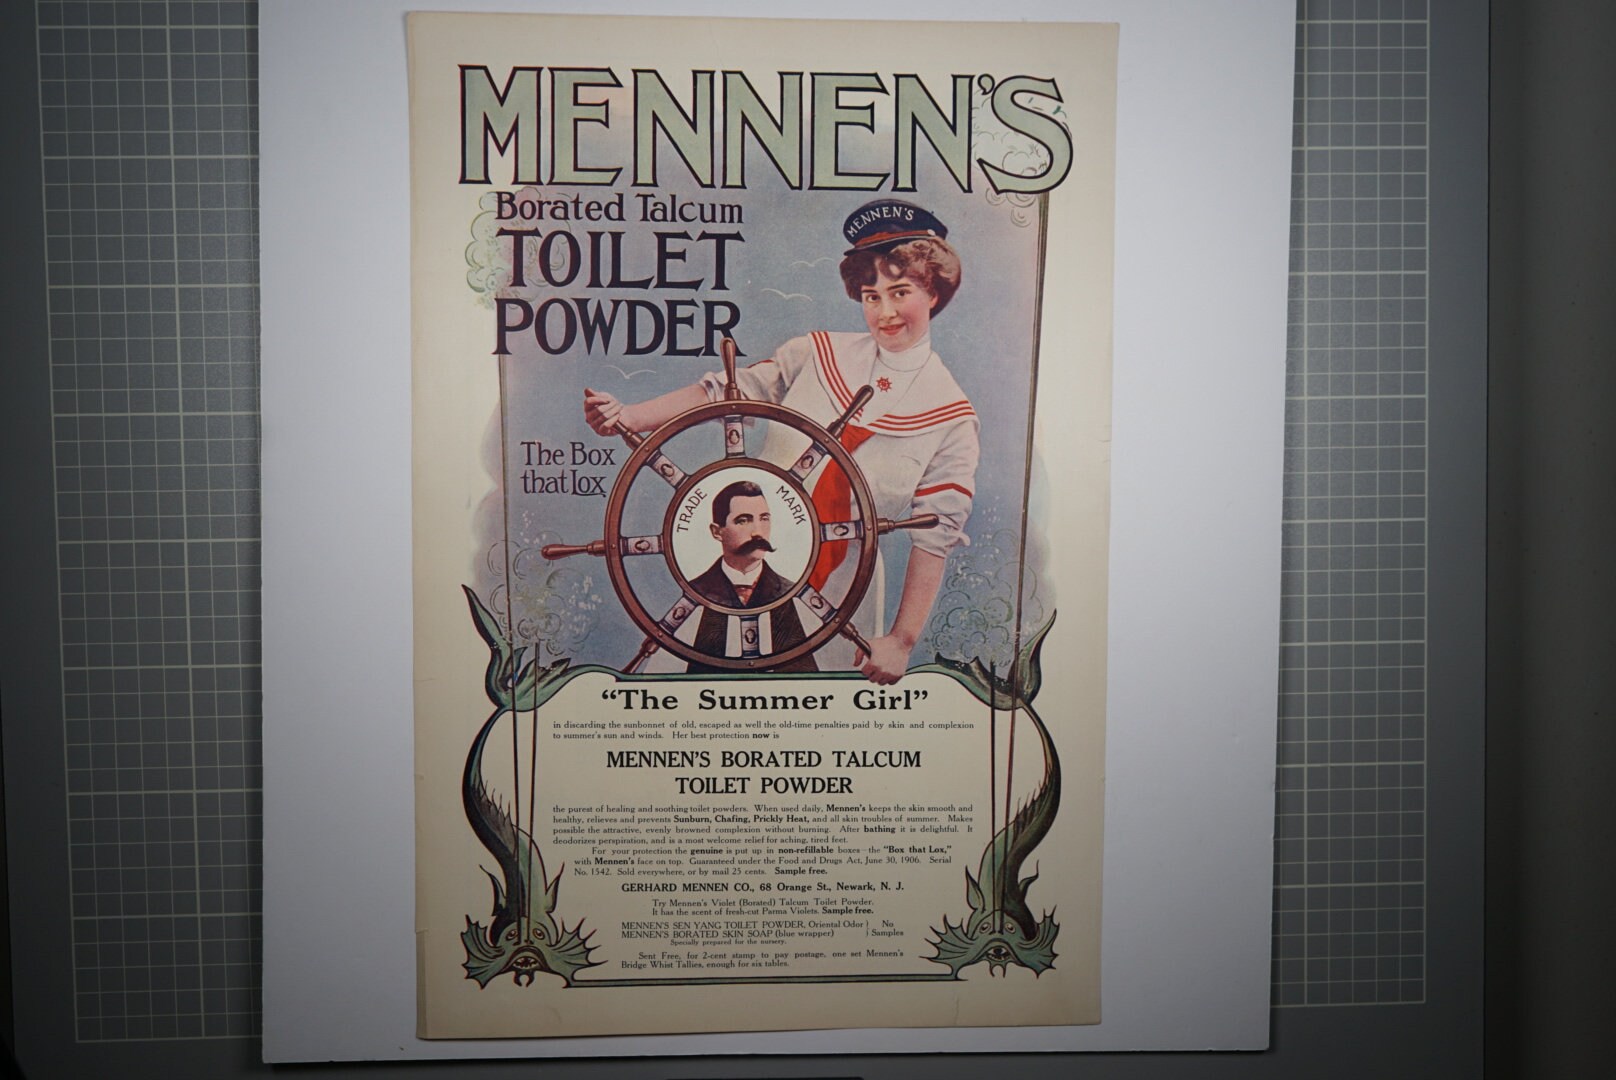 MENNEN'S
Borated Talcum
TOILET
POWDER
MENNEN'S
The Box
that Lox
TRADE MARK
"The Summer Girl"
in discarding the sunbonnet of old, escaped as well the old-time penalties paid by skin and complexion
to summer's sun and winds. Her best protection now is
MENNEN'S BORATED TALCUM
TOILET POWDER
the purest of healing and soothing toilet powders. When used daily, Mennen's keeps the skin smooth and
healthy, relieves and prevents Sunburn, Chafing, Prickly Heat, and all skin troubles of summer. Makes
possible the attractive, evenly browned complexion without burning. After bathing it is delightful. It
deodorizes perspiration, and is a most welcome relief for aching, tired feet.
For your protection the genuine is put up in non-refillable boxes—the "Box that Lox,"
with Mennen's face on top. Guaranteed under the Food and Drugs Act, June 30, 1906. Serial
No. 1542. Sold everywhere, or by mail 25 cents. Sample free.
GERHARD MENNEN CO., 68 Orange St., Newark, N. J.
Try Mennen's Violet (Borated) Talcum Toilet Powder.
It has the scent of fresh-cut Parma Violets. Sample free.
MENNEN'S SEN YANG TOILET POWDER, Oriental Odor } No
MENNEN'S BORATED SKIN SOAP (blue wrapper) } Samples
Specially prepared for the nursery.
Sent Free, for 2-cent stamp to pay postage, one set Mennen's
Bridge Whist Tallies, enough for six tables.